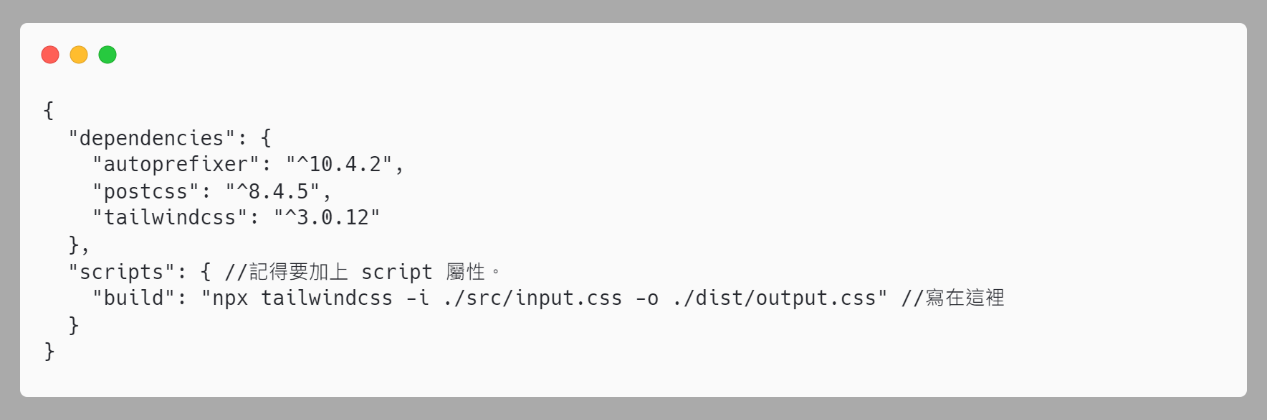 {
  "dependencies": {
    "autoprefixer": "^10.4.2",
    "postcss": "^8.4.5",
    "tailwindcss": "^3.0.12"
  },
  "scripts": { //記得要加上 script 屬性。
    "build": "npx tailwindcss -i ./src/input.css -o ./dist/output.css" //寫在這裡
  }
}